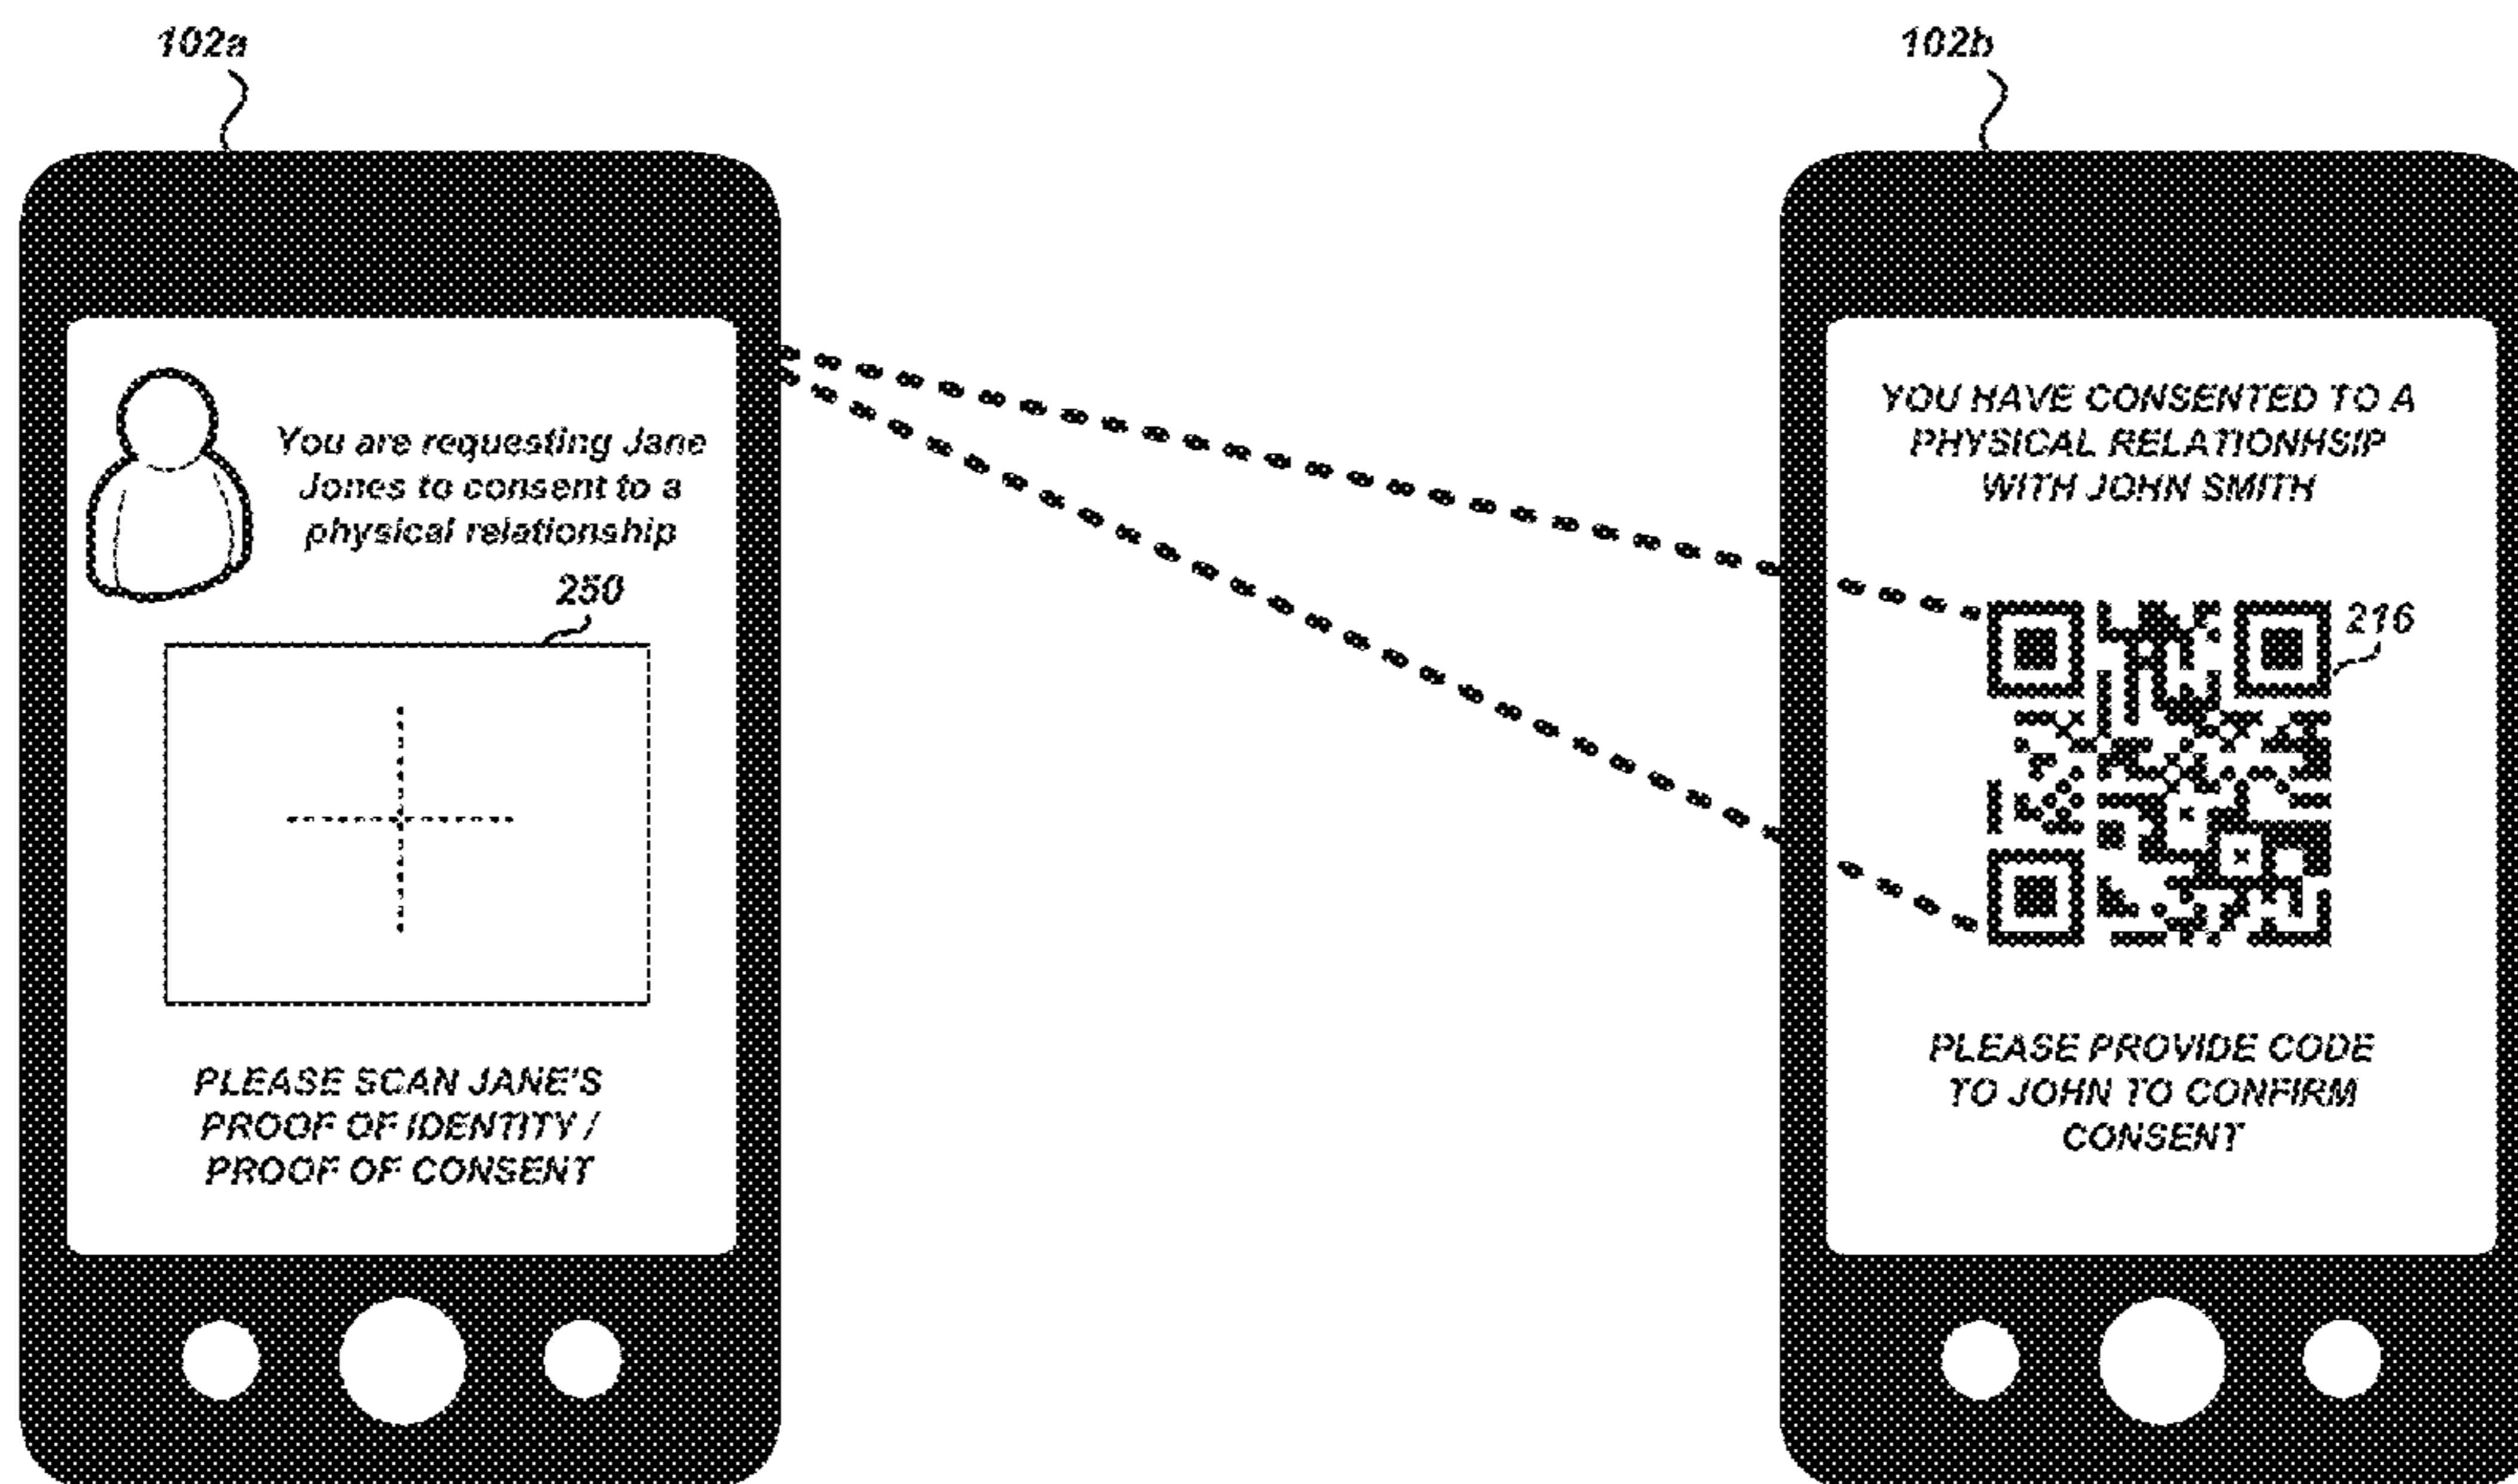 102a
You are requesting Jane
Jones to consent to a
physical relationship
250
PLEASE SCAN JANE'S
PROOF OF IDENTITY /
PROOF OF CONSENT
102b
YOU HAVE CONSENTED TO A
PHYSICAL RELATIONHSIP
WITH JOHN SMITH
216
PLEASE PROVIDE CODE
TO JOHN TO CONFIRM
CONSENT